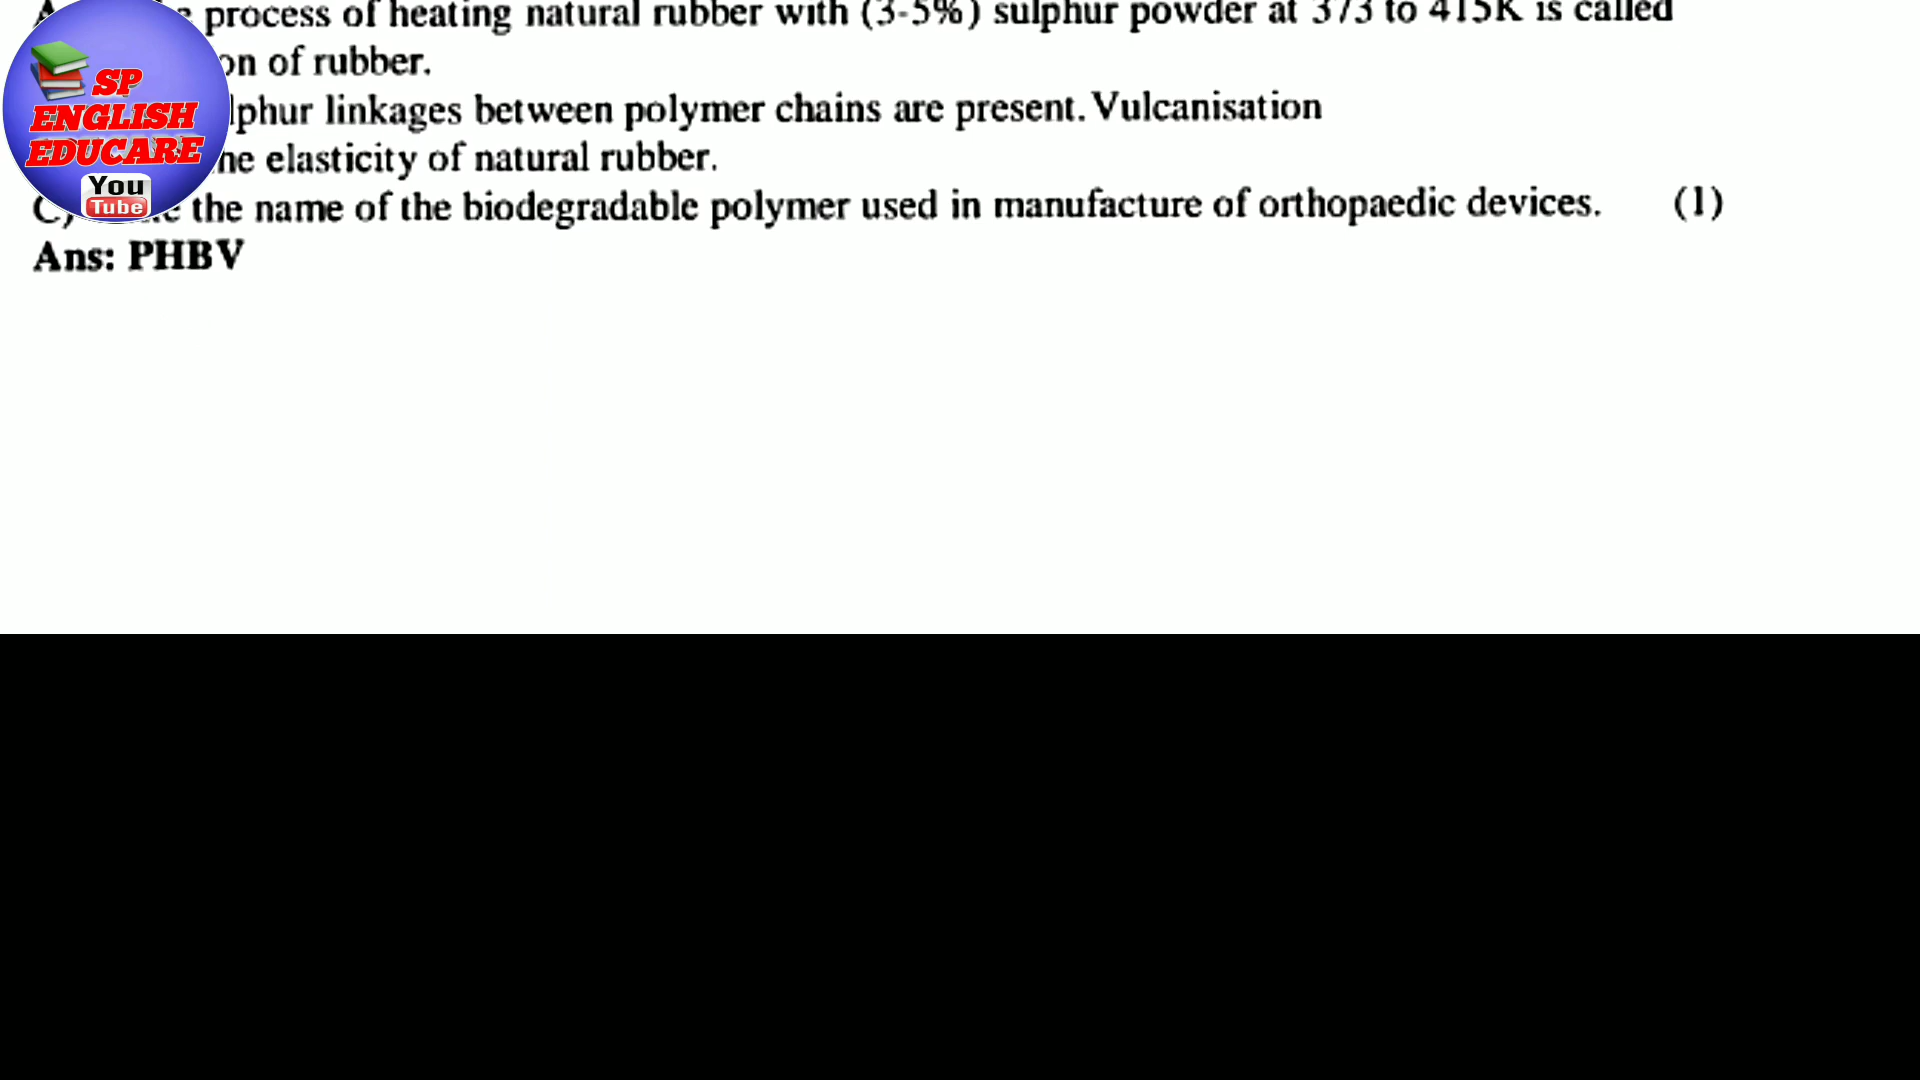 process of heating natural rubber with (3-5%) sulphur powder at 373 to 415K is called
on of rubber.
lphur linkages between polymer chains are present. Vulcanisation
he elasticity of natural rubber.
C) the name of the biodegradable polymer used in manufacture of orthopaedic devices. (1)
Ans: PHBV
SP
ENGLISH
EDUCARE
You
Tube